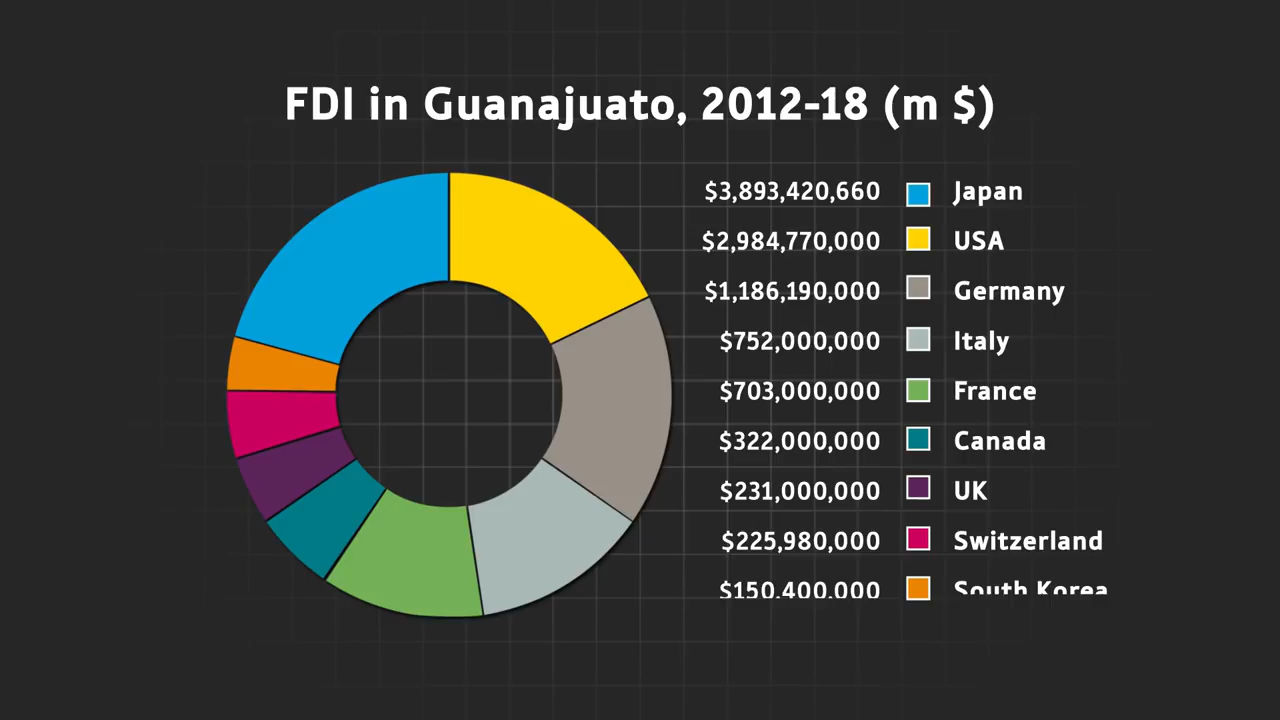 FDI in Guanajuato, 2012-18 (m $)
$3,893,420,660 Japan
$2,984,770,000 USA
$1,186,190,000 Germany
$752,000,000 Italy
$703,000,000 France
$322,000,000 Canada
$231,000,000 UK
$225,980,000 Switzerland
$150,400,000 South Korea